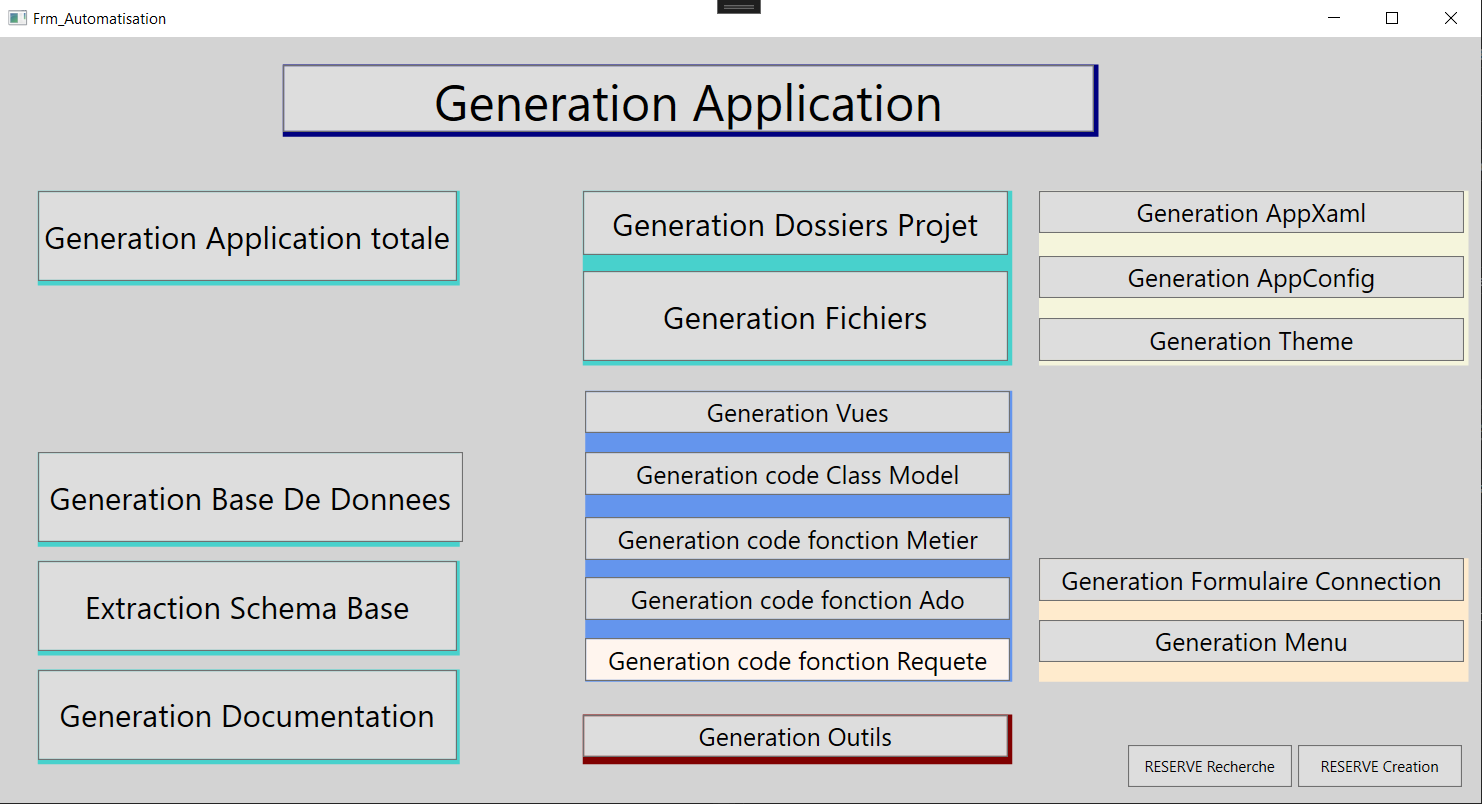 Frm_Automatisation
Generation Application
Generation Application totale
Generation Base De Donnees
Extraction Schema Base
Generation Documentation
Generation Dossiers Projet
Generation Fichiers
Generation Vues
Generation code Class Model
Generation code fonction Metier
Generation code fonction Ado
Generation code fonction Requete
Generation Outils
Generation AppXaml
Generation AppConfig
Generation Theme
Generation Formulaire Connection
Generation Menu
RESERVE Recherche
RESERVE Creation